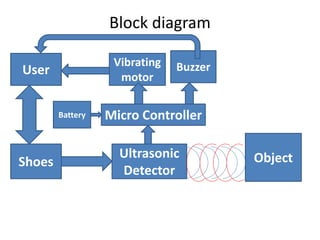 Block diagram
User
Vibrating
motor
Buzzer
Battery
Micro Controller
Shoes
Ultrasonic
Detector
Object